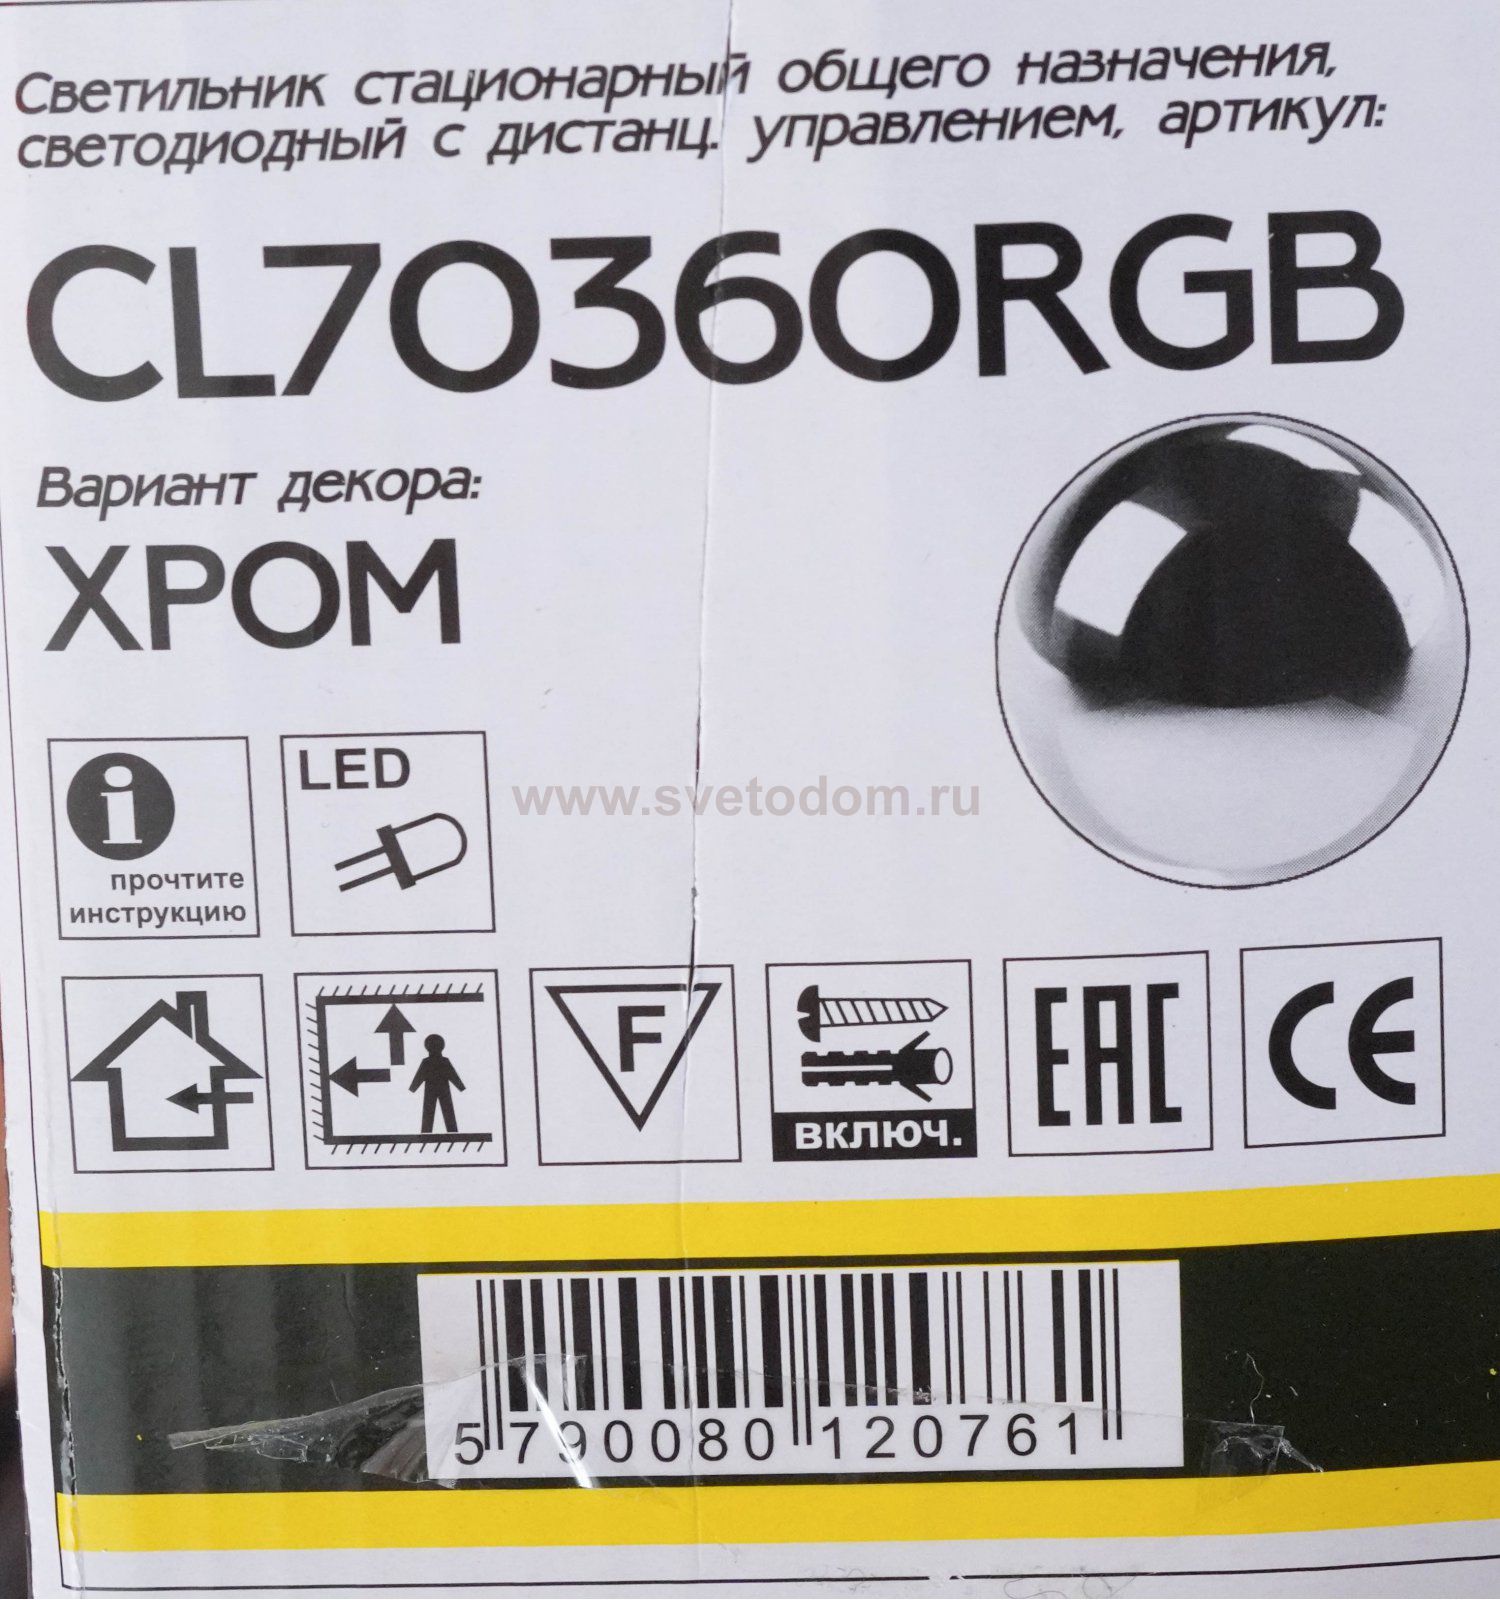 Светильник стационарный общего назначения,
светодиодный с дистанц. управлением, артикул:
CL70360RGB
Вариант декора:
ХРОМ
i
прочтите
инструкцию
LED
www.svetodom.ru
F
ВКЛЮЧ.
EAC
CE
5 790080 120761